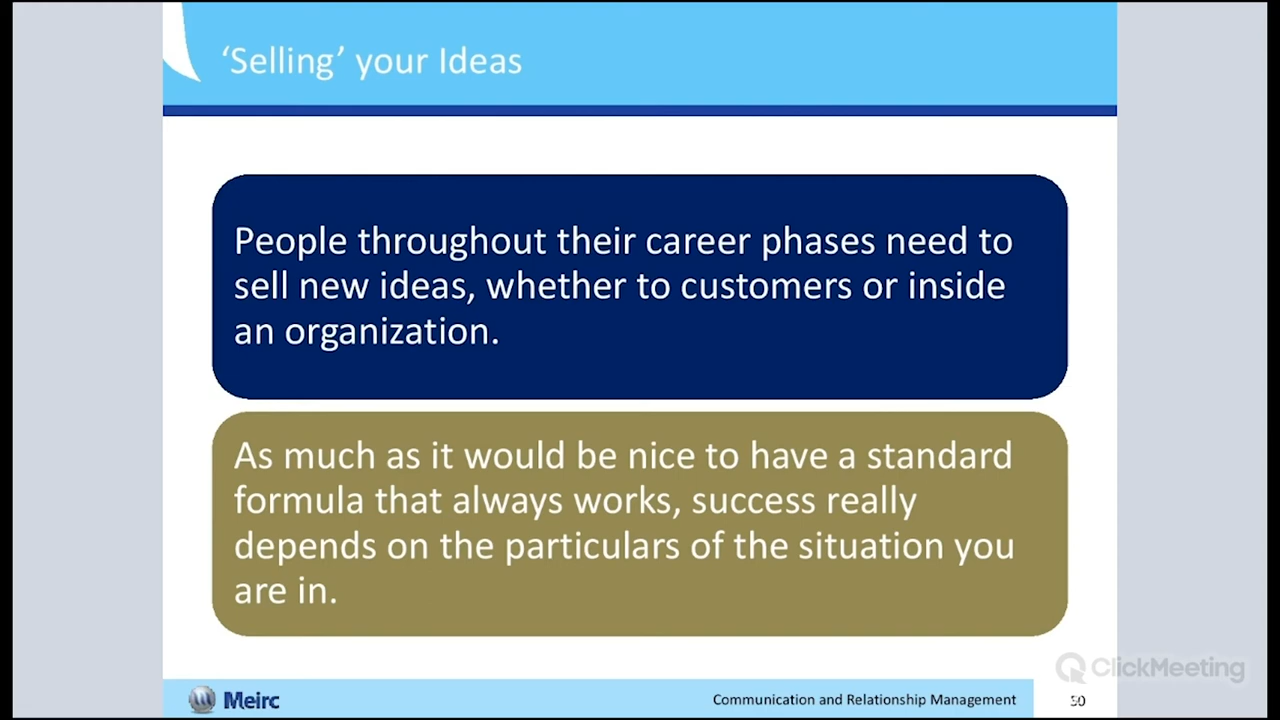 ‘Selling’ your Ideas
People throughout their career phases need to
sell new ideas, whether to customers or inside
an organization.
As much as it would be nice to have a standard
formula that always works, success really
depends on the particulars of the situation you
are in.
ClickMeeting
Meirc
Communication and Relationship Management